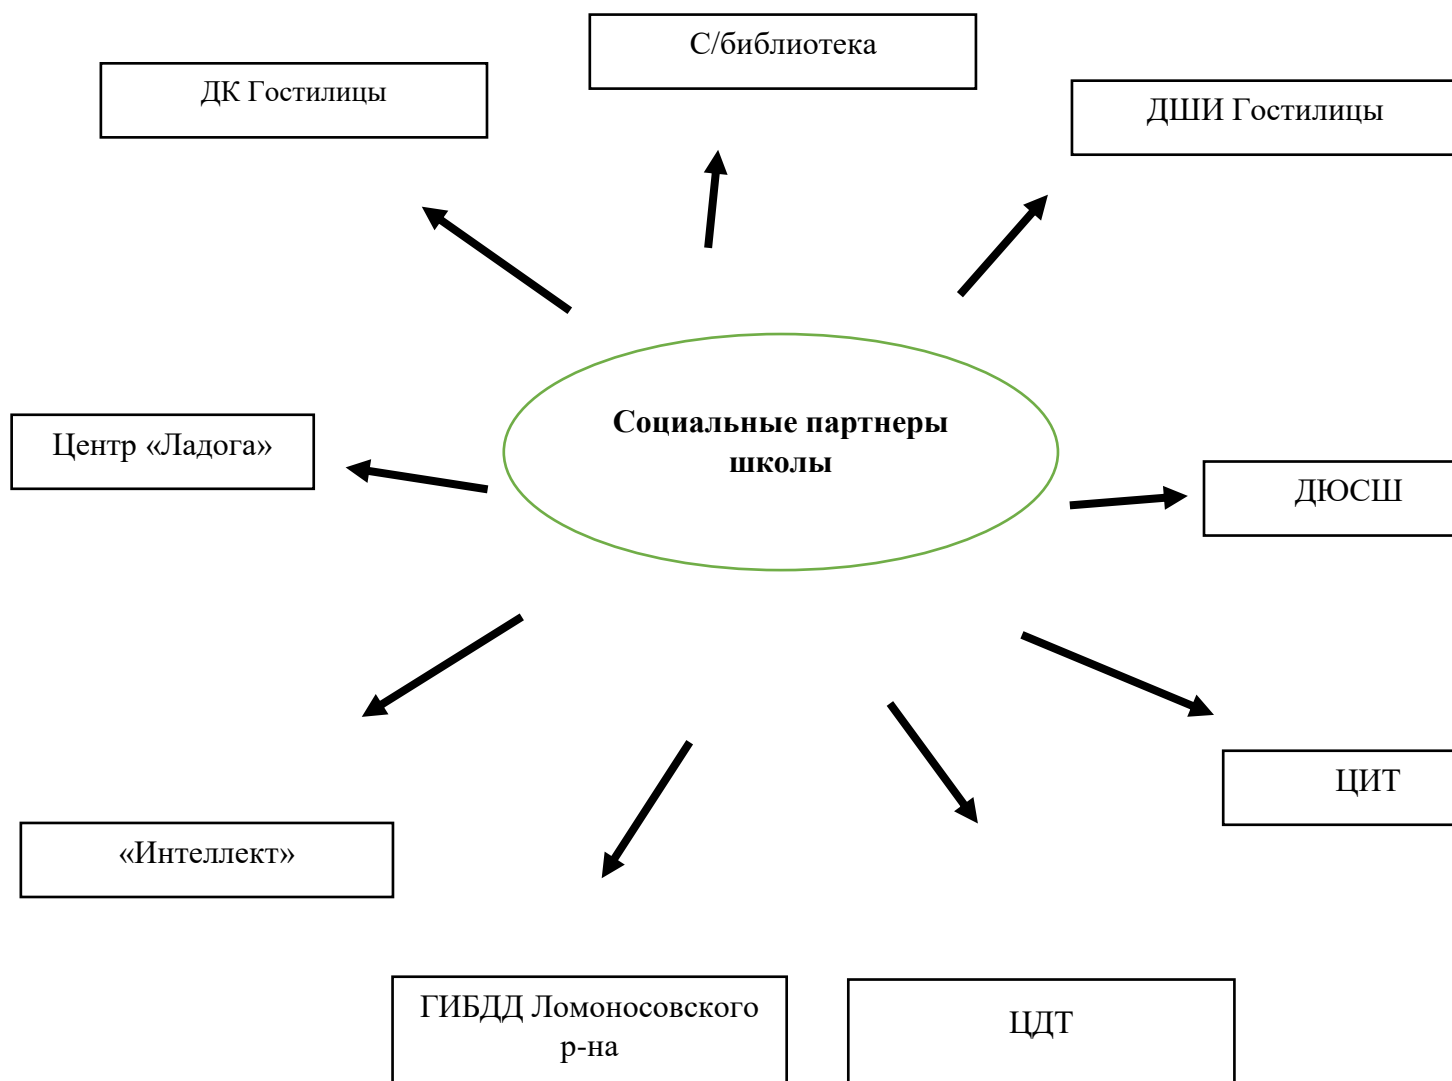 С/библиотека
ДК Гостилицы
ДШИ Гостилицы
Социальные партнеры
школы
Центр «Ладога»
ДЮСШ
ЦИТ
«Интеллект»
ГИБДД Ломоносовского
р-на
ЦДТ